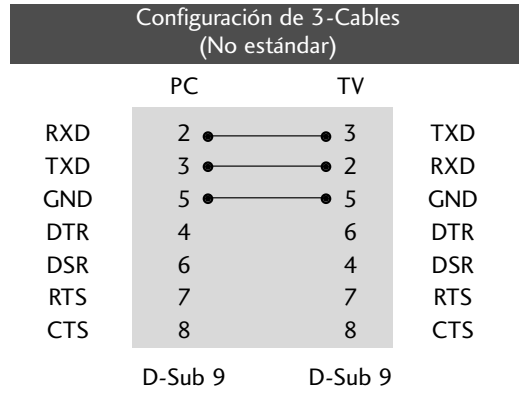 Configuración de 3-Cables
(No estándar)
PC TV
RXD 2 3 TXD
TXD 3 2 RXD
GND 5 5 GND
DTR 4 6 DTR
DSR 6 4 DSR
RTS 7 7 RTS
CTS 8 8 CTS
D-Sub 9 D-Sub 9